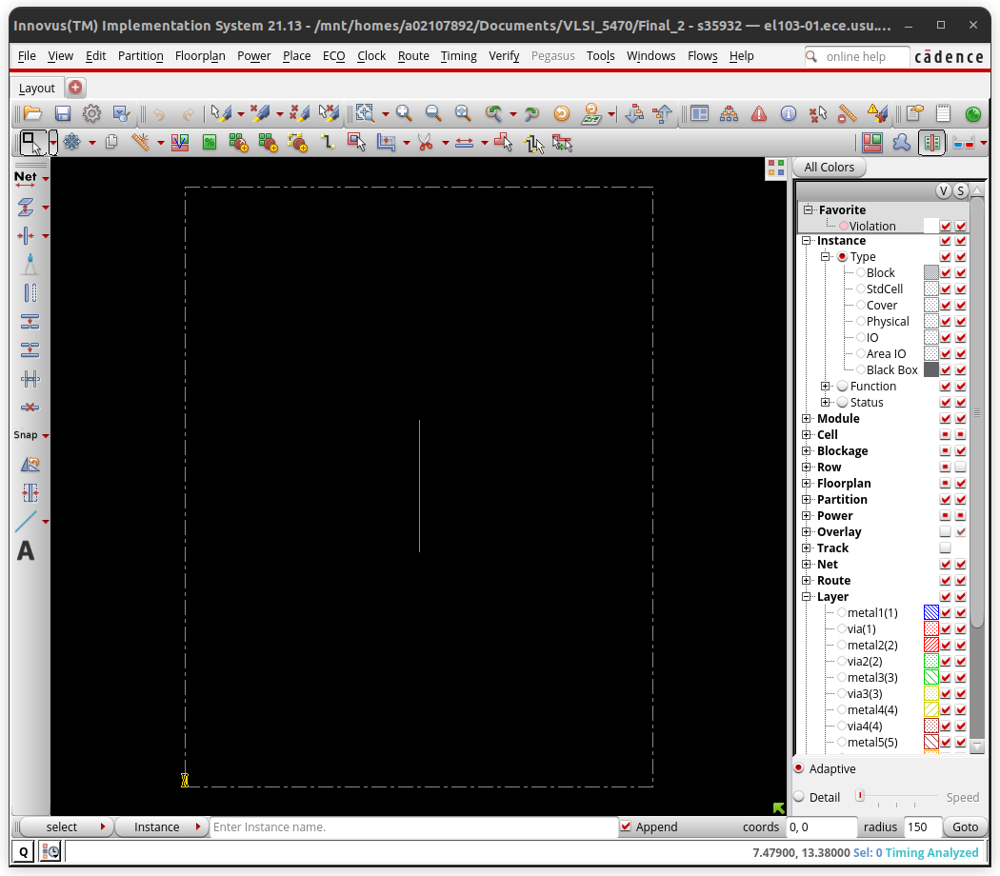 Innovus(TM) Implementation System 21.13 - /mnt/homes/a02107892/Documents/VLSI_5470/Final_2 - s35932 — el103-01.ece.usu....
File View Edit Partition Floorplan Power Place ECO Clock Route Timing Verify Pegasus Tools Windows Flows Help online help cādence
Layout
Net
Snap
A
All Colors
V S
Favorite
Violation
Instance
Type
Block
StdCell
Cover
Physical
IO
Area IO
Black Box
Function
Status
Module
Cell
Blockage
Row
Floorplan
Partition
Power
Overlay
Track
Net
Route
Layer
metal1(1)
via(1)
metal2(2)
via2(2)
metal3(3)
via3(3)
metal4(4)
via4(4)
metal5(5)
Adaptive
Detail Speed
select Instance Enter Instance name. Append coords 0, 0 radius 150 Goto
Q 7.47900, 13.38000 Sel: 0 Timing Analyzed